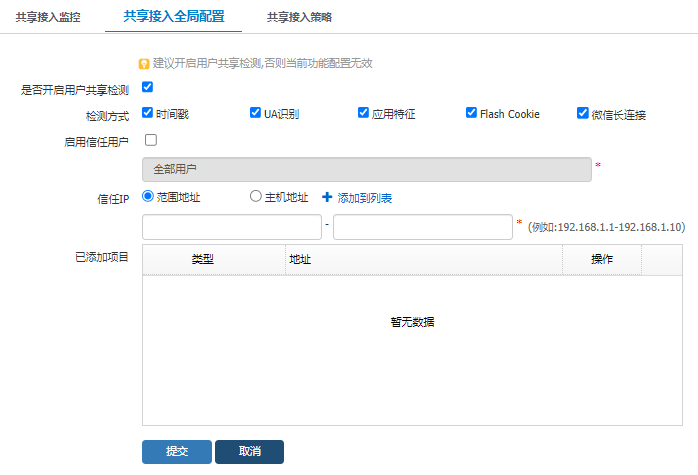 共享接入监控 共享接入全局配置 共享接入策略
建议开启用户共享检测,否则当前功能配置无效
是否开启用户共享检测
检测方式 时间戳 UA识别 应用特征 Flash Cookie 微信长连接
启用信任用户
全部用户 *
信任IP 范围地址 主机地址 添加到列表
- * (例如:192.168.1.1-192.168.1.10)
已添加项目 类型 地址 操作
暂无数据
提交 取消